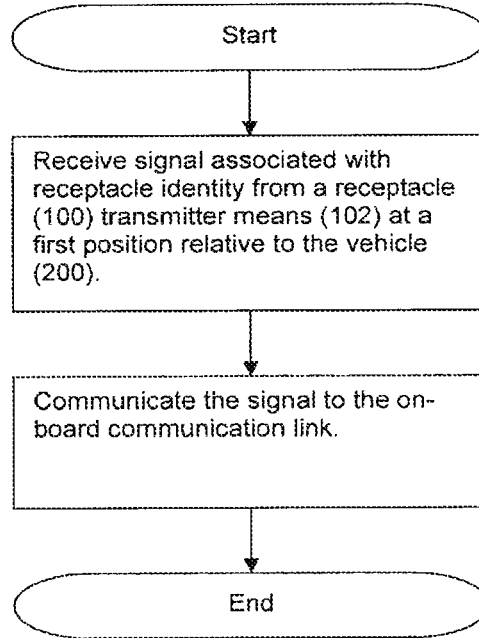 Start
Receive signal associated with
receptacle identity from a receptacle
(100) transmitter means (102) at a
first position relative to the vehicle
(200).
Communicate the signal to the on-
board communication link.
End